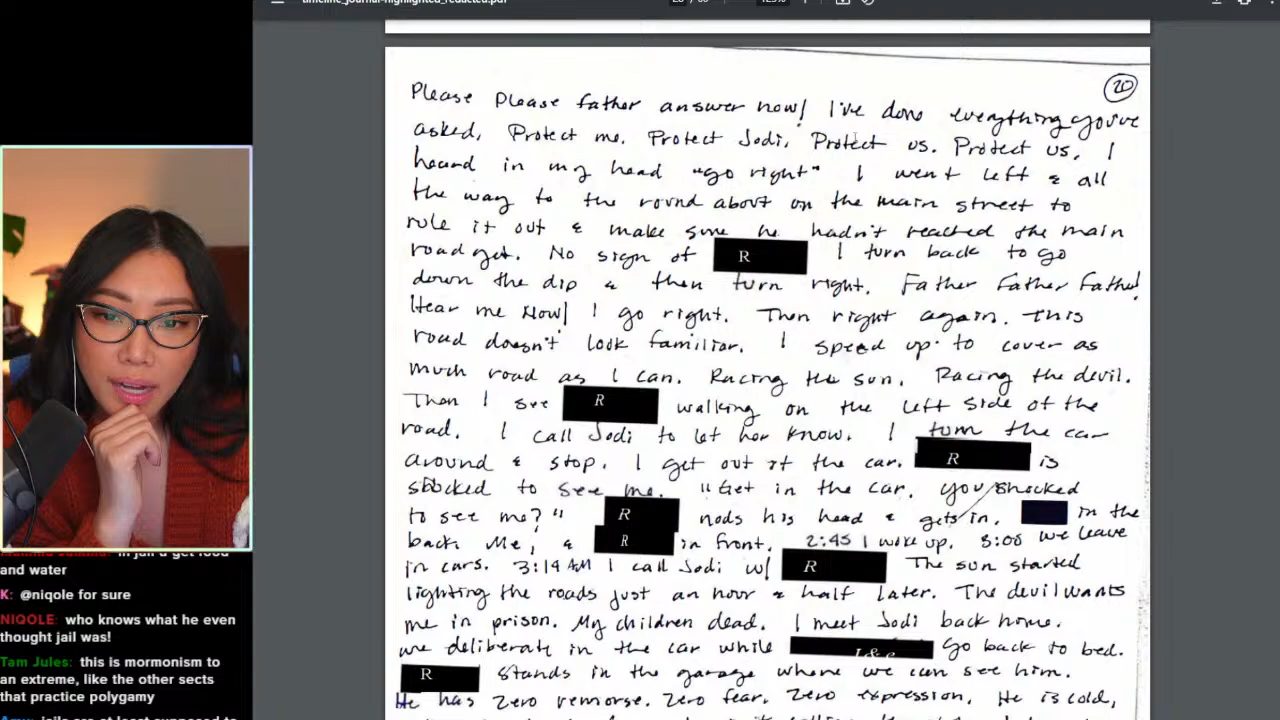 timeline_journal-highlighted_redacted.pdf
20
Please Please father answer now! I've done everything you've
asked. Protect me. Protect Jodi. Protect us. Protect us. I
heard in my head "go right" I went left & all
the way to the round about on the main street to
rule it out & make sure he hadn't reached the main
road yet. No sign of R I turn back to go
down the dip & then turn right. Father Father Father!
Hear me Now! I go right. Then right again. This
road doesn't look familiar. I speed up to cover as
much road as I can. Racing the sun. Racing the devil.
Then I see R walking on the left side of the
road. I call Jodi to let her know. I turn the car
around & stop. I get out of the car. R is
shocked to see me. "Get in the car. You shocked
to see me?" R nods his head & gets in. in the
back. Me, & R in front. 2:45 I woke up. 3:00 we leave
in cars. 3:14 AM I call Jodi w/ R The sun started
lighting the roads just an hour & half later. The devil wants
me in prison. My children dead. I meet Jodi back home.
we deliberate in the car while go back to bed.
R stands in the garage where we can see him.
He has zero remorse. Zero fear. Zero expression. He is cold,
and water
K: @niqole for sure
NIQOLE: who knows what he even
thought jail was!
Tam Jules: this is mormonism to
an extreme, like the other sects
that practice polygamy